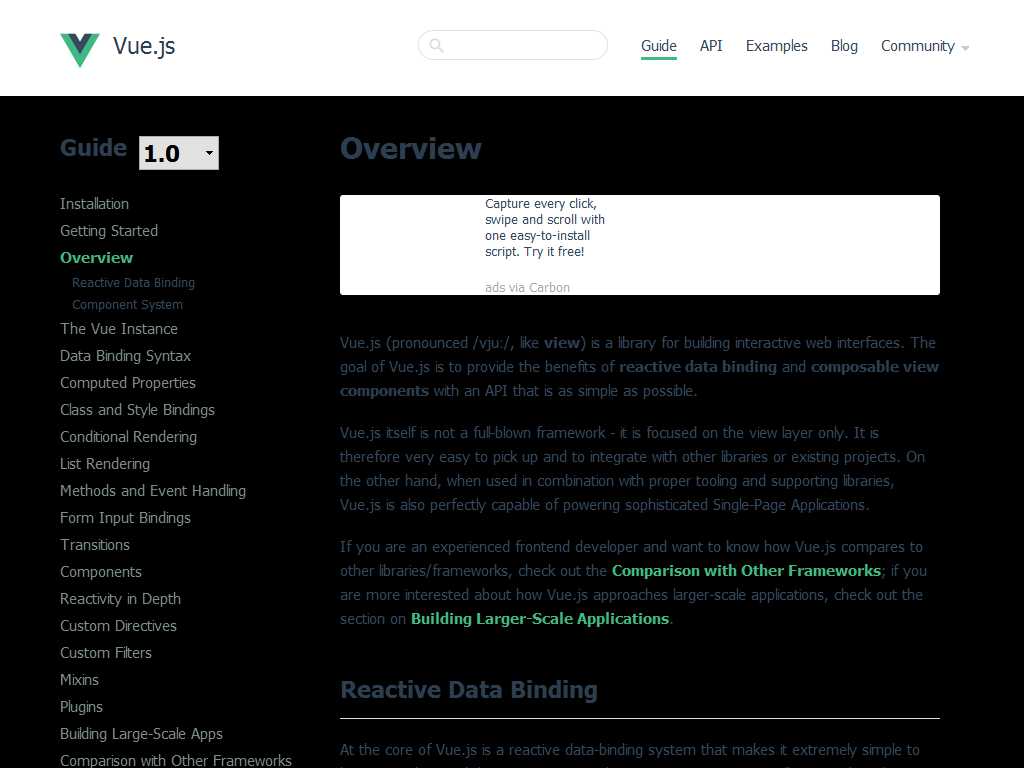 Vue.js
Guide API Examples Blog Community
Guide 1.0
Installation
Getting Started
Overview
Reactive Data Binding
Component System
The Vue Instance
Data Binding Syntax
Computed Properties
Class and Style Bindings
Conditional Rendering
List Rendering
Methods and Event Handling
Form Input Bindings
Transitions
Components
Reactivity in Depth
Custom Directives
Custom Filters
Mixins
Plugins
Building Large-Scale Apps
Comparison with Other Frameworks
Overview
Capture every click,
swipe and scroll with
one easy-to-install
script. Try it free!
ads via Carbon
Vue.js (pronounced /vjuː/, like view) is a library for building interactive web interfaces. The
goal of Vue.js is to provide the benefits of reactive data binding and composable view
components with an API that is as simple as possible.
Vue.js itself is not a full-blown framework - it is focused on the view layer only. It is
therefore very easy to pick up and to integrate with other libraries or existing projects. On
the other hand, when used in combination with proper tooling and supporting libraries,
Vue.js is also perfectly capable of powering sophisticated Single-Page Applications.
If you are an experienced frontend developer and want to know how Vue.js compares to
other libraries/frameworks, check out the Comparison with Other Frameworks; if you
are more interested about how Vue.js approaches larger-scale applications, check out the
section on Building Larger-Scale Applications.
Reactive Data Binding
At the core of Vue.js is a reactive data-binding system that makes it extremely simple to